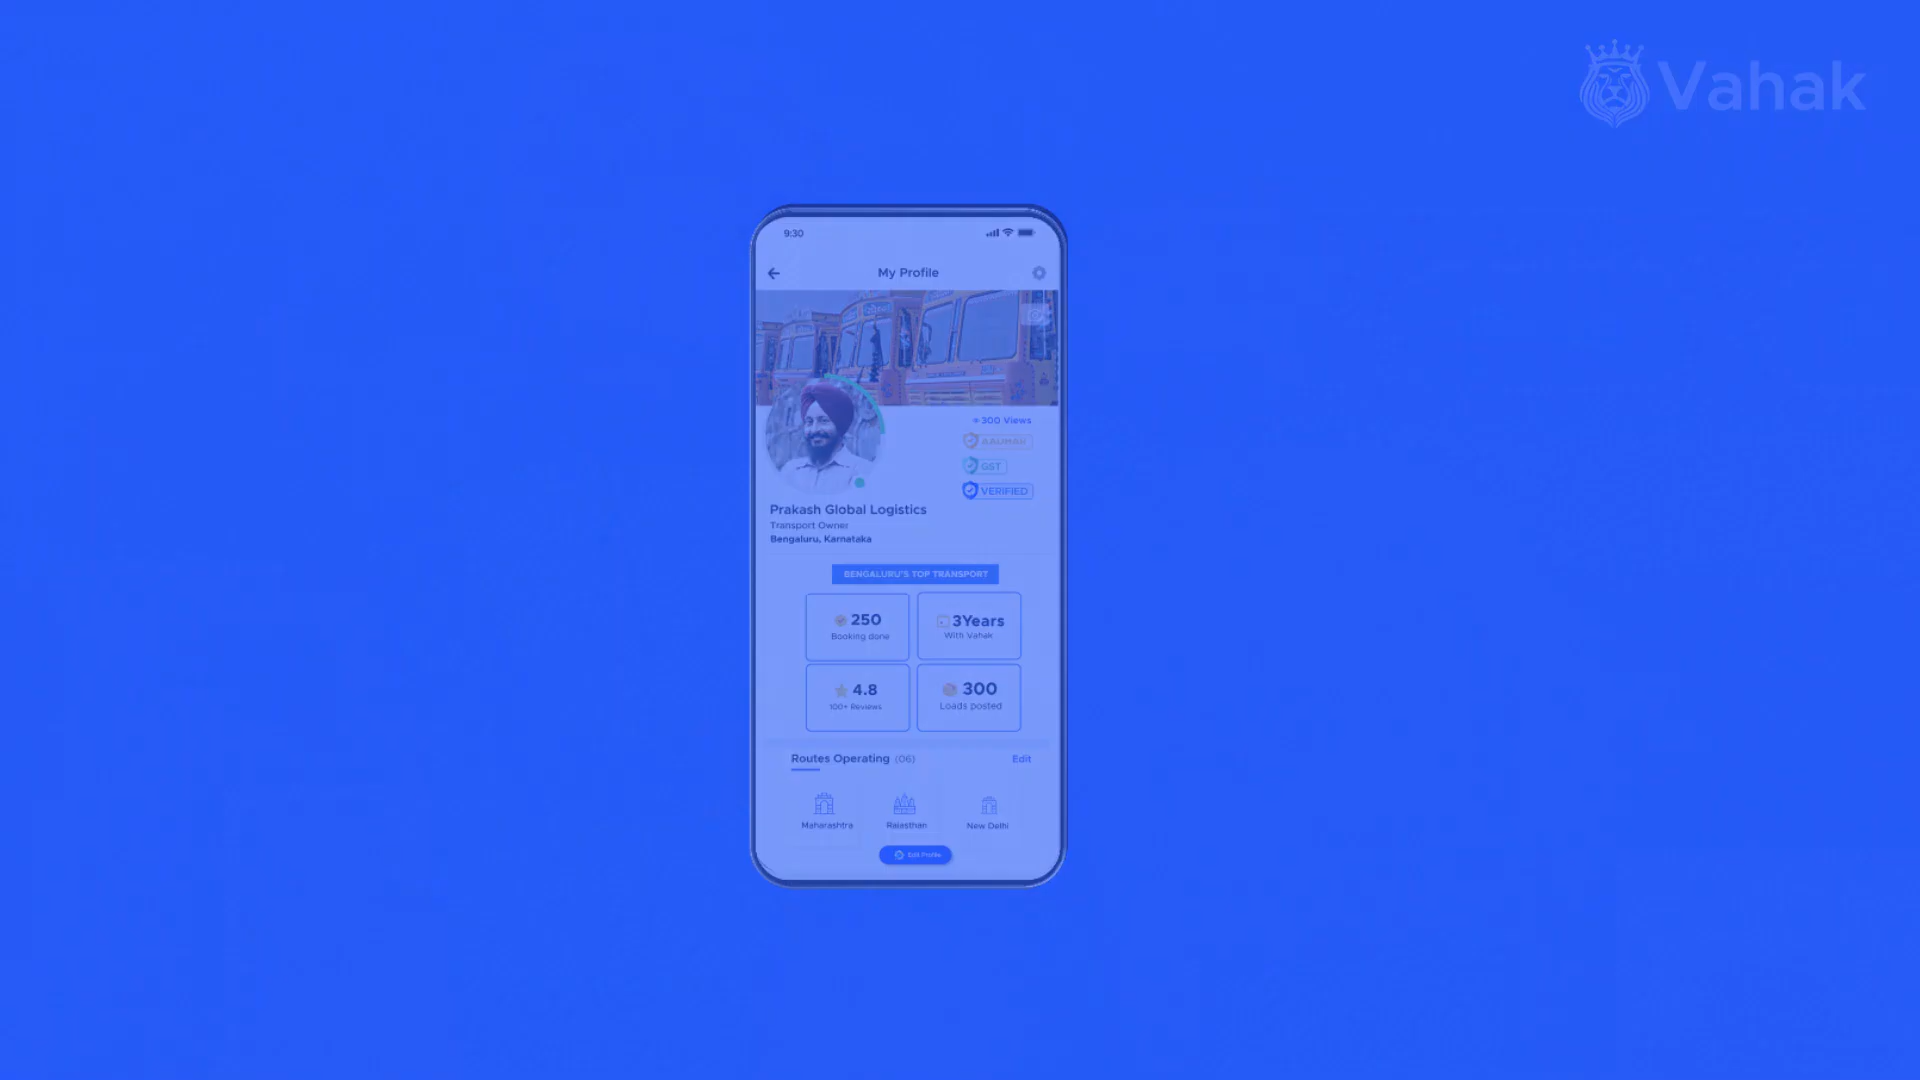 Vahak
9:30
My Profile
300 Views
AADHAR
GST
VERIFIED
Prakash Global Logistics
Transport Owner
Bengaluru, Karnataka
BENGALURU'S TOP TRANSPORT
250
Booking done
3Years
With Vahak
4.8
100+ Reviews
300
Loads posted
Routes Operating (06)
Edit
Maharashtra
Rajasthan
New Delhi
Edit Profile